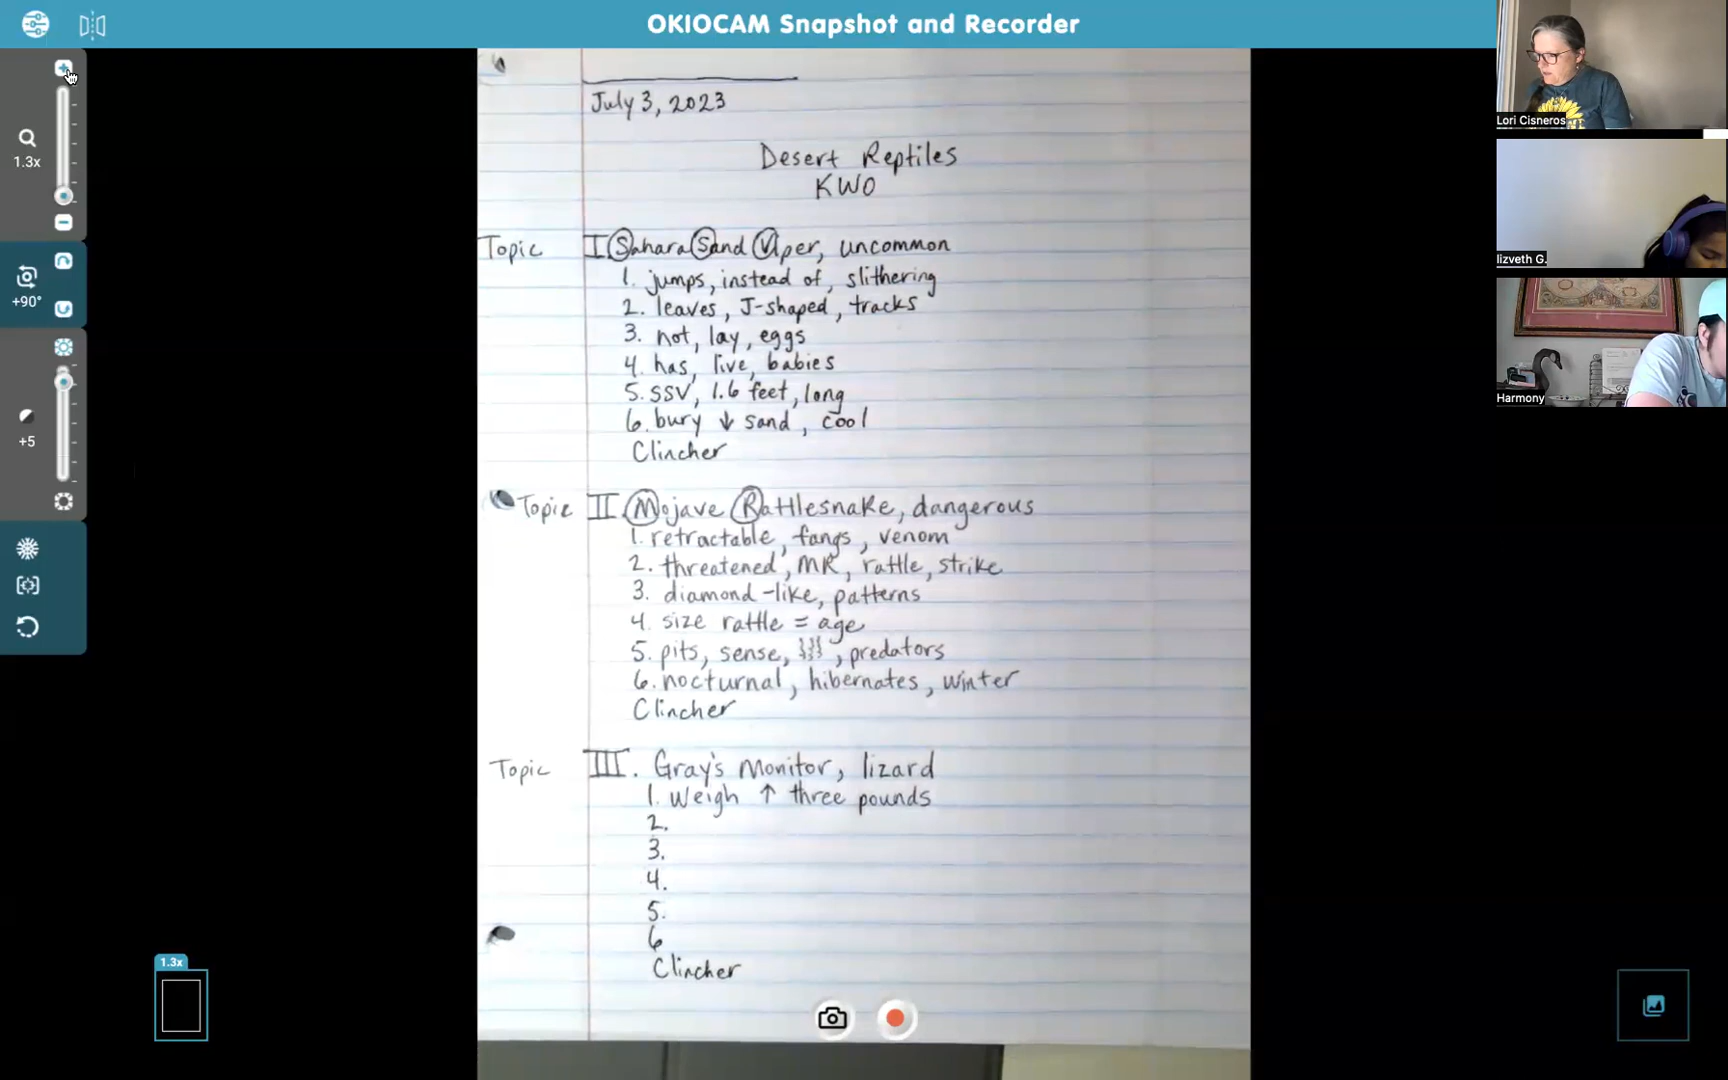 OKIOCAM Snapshot and Recorder
1.3x
+90°
+5
1.3x
July 3, 2023
Desert Reptiles
KWO
Topic I Sahara Sand Viper, uncommon
1. jumps, instead of, slithering
2. leaves, J-shaped, tracks
3. not, lay, eggs
4. has, live, babies
5. SSV, 1.6 feet, long
6. bury ↓ sand, cool
Clincher
Topic II. Mojave Rattlesnake, dangerous
1. retractable, fangs, venom
2. threatened, MR, rattle, strike
3. diamond-like, patterns
4. size rattle = age
5. pits, sense, , predators
6. nocturnal, hibernates, winter
Clincher
Topic III. Gray's Monitor, lizard
1. Weigh ↑ three pounds
2.
3.
4.
5.
6
Clincher
Lori Cisneros
lizveth G.
Harmony